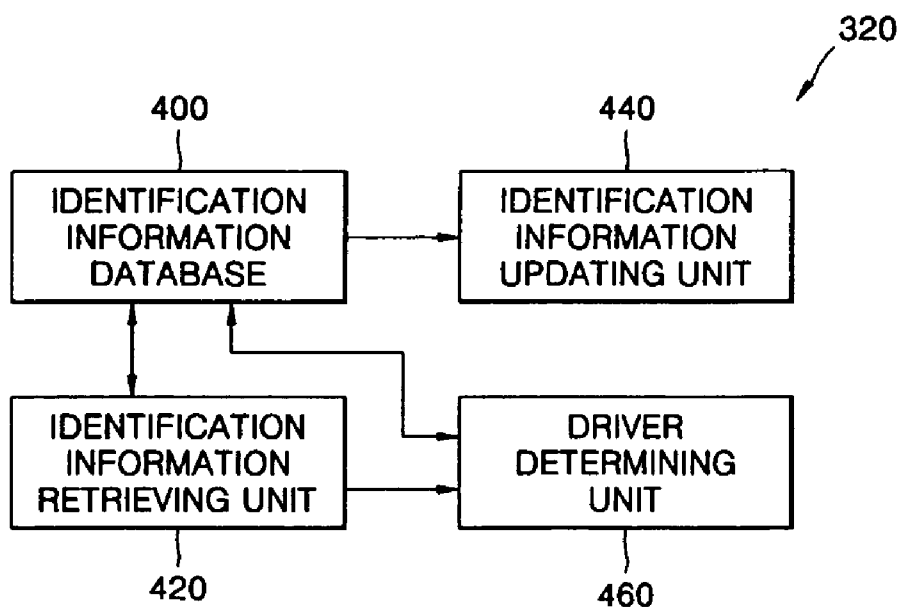 320
400
440
IDENTIFICATION
INFORMATION
DATABASE
IDENTIFICATION
INFORMATION
UPDATING UNIT
IDENTIFICATION
INFORMATION
RETRIEVING UNIT
DRIVER
DETERMINING
UNIT
420
460